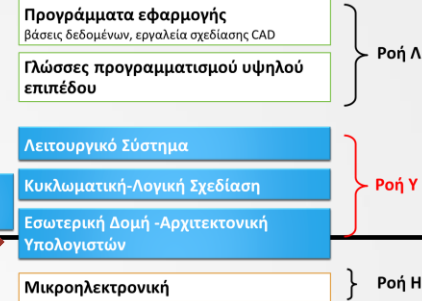 Προγράμματα εφαρμογής
βάσεις δεδομένων, εργαλεία σχεδίασης CAD
Γλώσσες προγραμματισμού υψηλού
επιπέδου
Ροή Λ
Λειτουργικό Σύστημα
Κυκλωματική-Λογική Σχεδίαση
Εσωτερική Δομή -Αρχιτεκτονική
Υπολογιστών
Ροή Υ
Μικροηλεκτρονική
Ροή Η